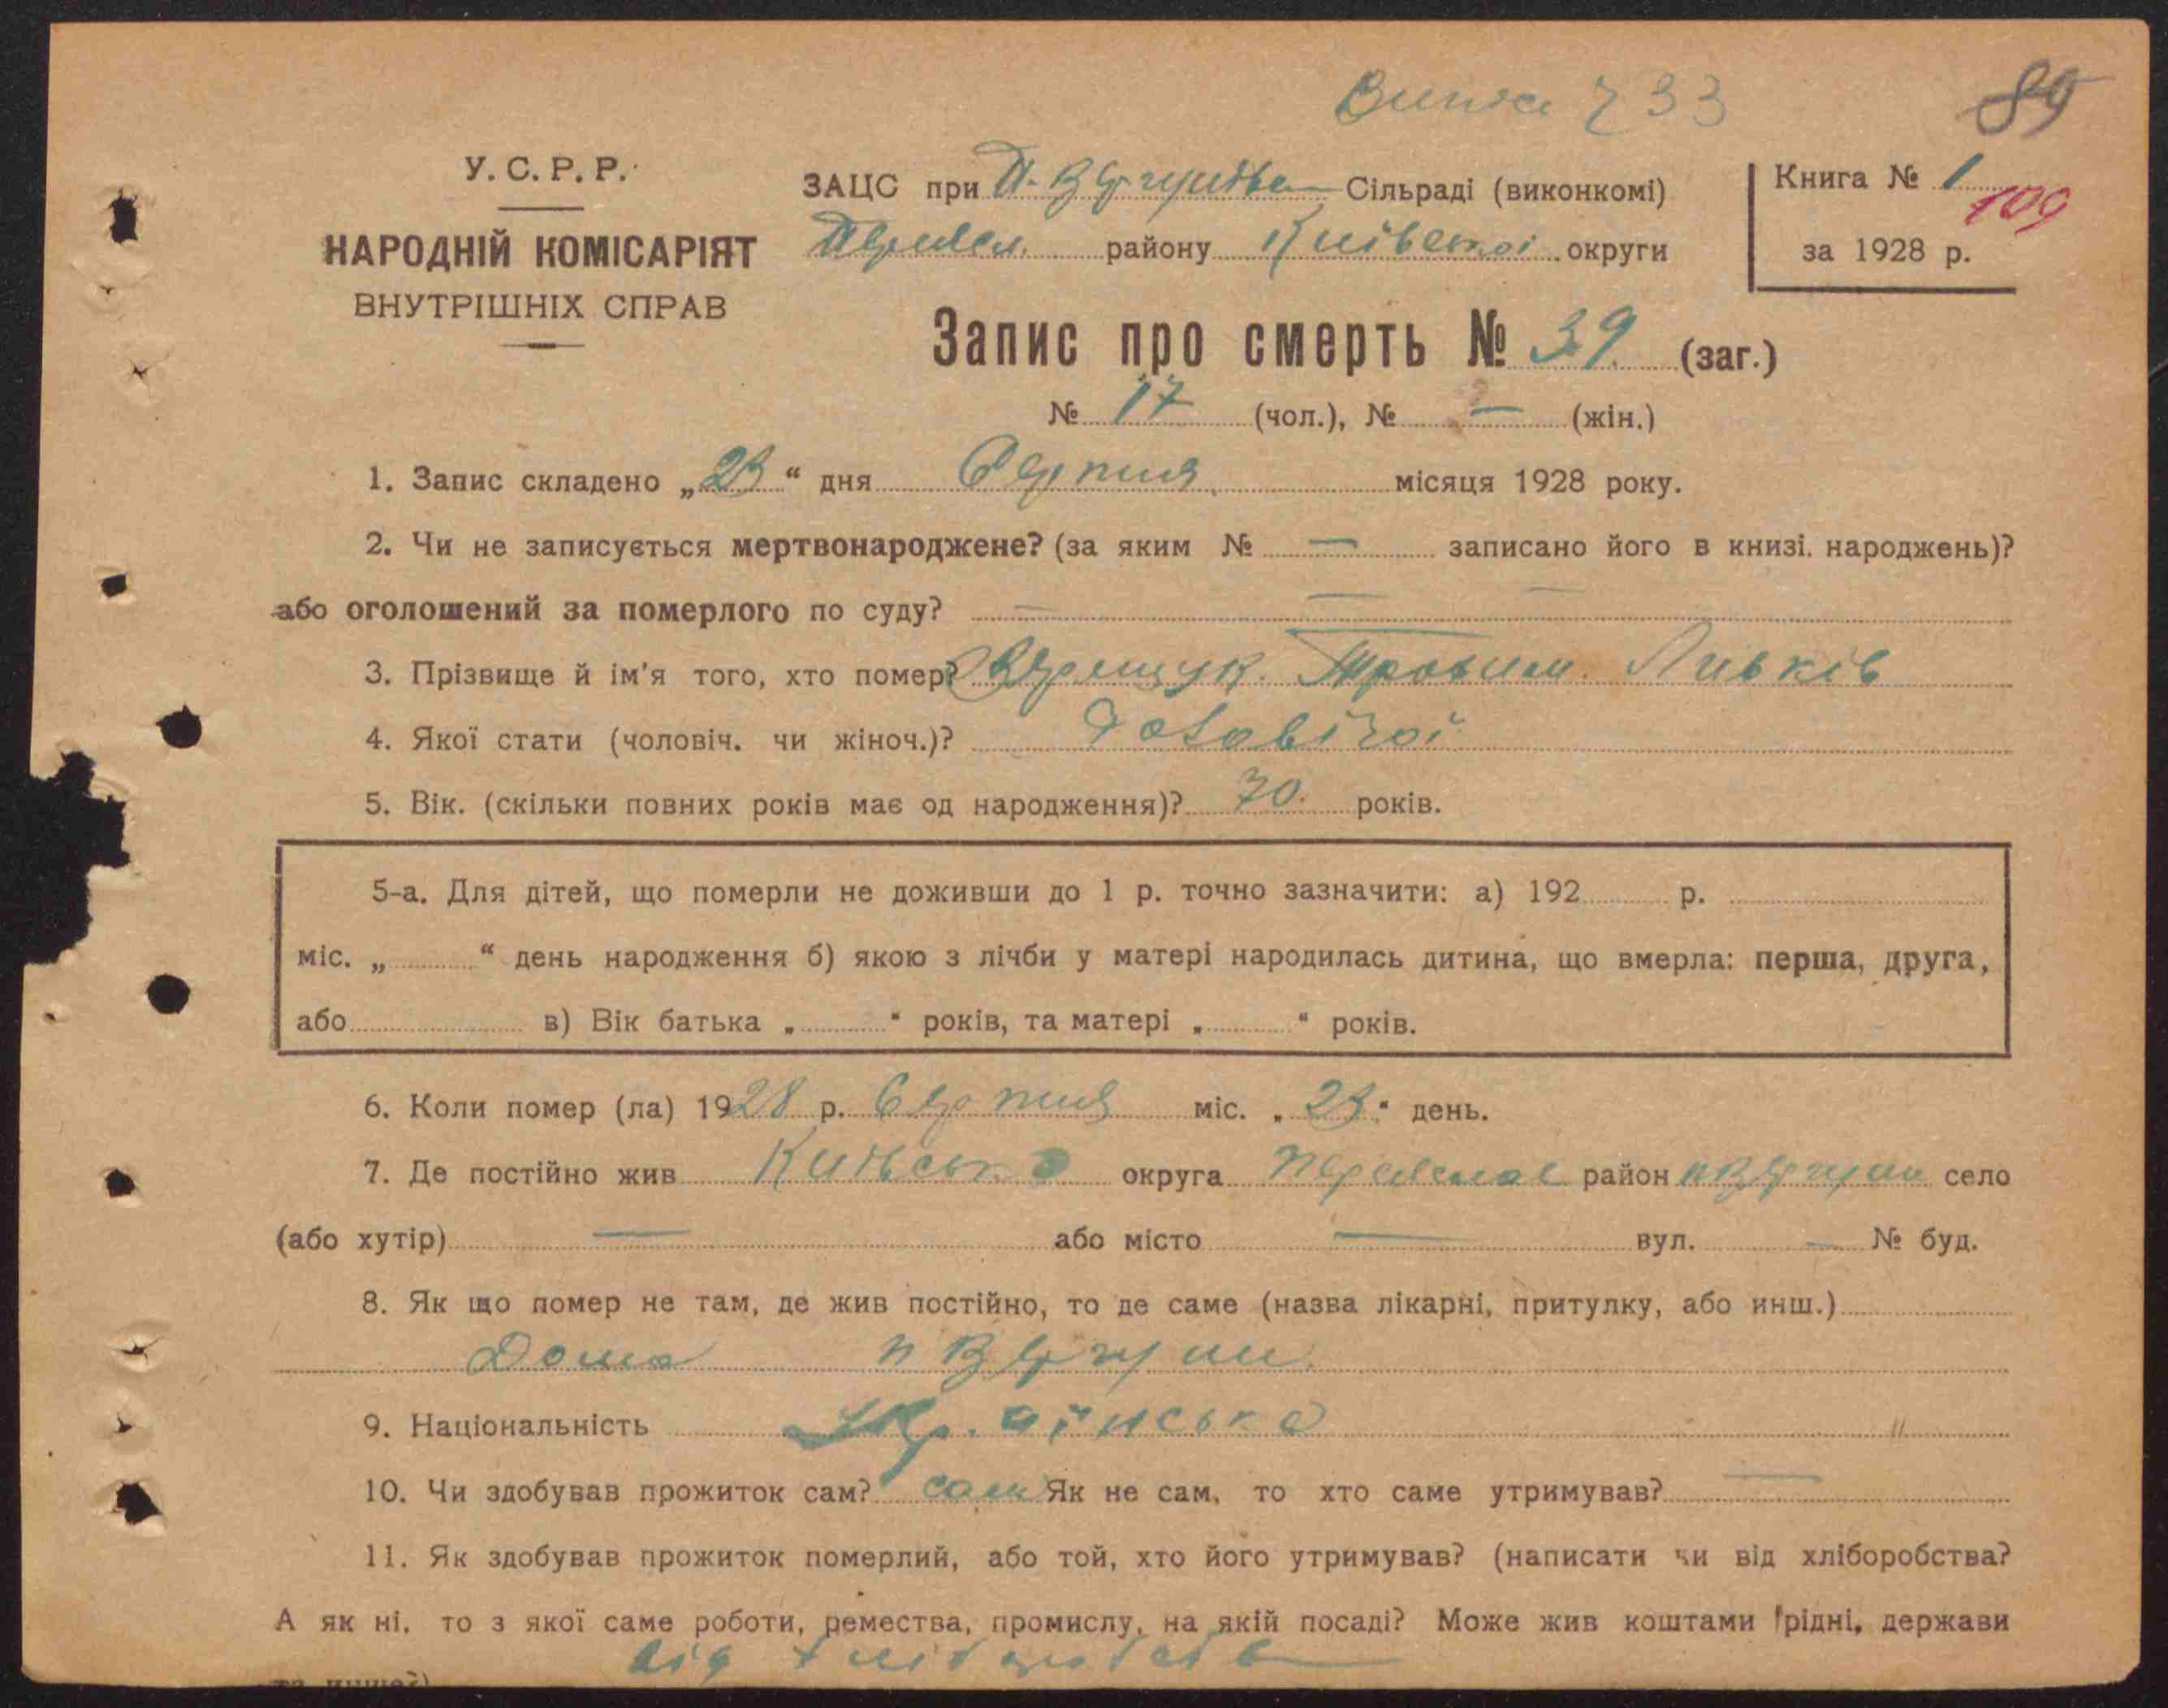 89
У. С. Р. Р.
НАРОДНІЙ КОМІСАРІЯТ
ВНУТРІШНІХ СПРАВ
ЗАЦС при Сільраді (виконкомі)
району Київської округи
Книга № 1
109
за 1928 р.
Запис про смерть № 39 (заг.)
№ 17 (чол.), № — (жін.)
1. Запис складено „23“ дня Серпня місяця 1928 року.
2. Чи не записується мертвонароджене? (за яким № — записано його в книзі. народжень)?
або оголошений за померлого по суду? — — —
3. Прізвище й ім'я того, хто помер? Верещук. Трохим. Ливків
4. Якої стати (чоловіч. чи жіноч.)? Чоловічої
5. Вік. (скільки повних років має од народження)? 70. років.
5-а. Для дітей, що померли не доживши до 1 р. точно зазначити: а) 192 р.
міс. „ “ день народження б) якою з лічби у матері народилась дитина, що вмерла: перша, друга,
або в) Вік батька „ “ років, та матері „ “ років.
6. Коли помер (ла) 1928 р. Серпня міс. „23“ день.
7. Де постійно жив Київсько округа район село
(або хутір) — або місто — вул. — № буд.
8. Як що помер не там, де жив постійно, то де саме (назва лікарні, притулку, або инш.)
Дома
9. Національність Українська
10. Чи здобував прожиток сам? сам Як не сам, то хто саме утримував? —
11. Як здобував прожиток померлий, або той, хто його утримував? (написати чи від хліборобства?
А як ні, то з якої саме роботи, ремества, промислу, на якій посаді? Може жив коштами рідні, держави
від
та инше?)